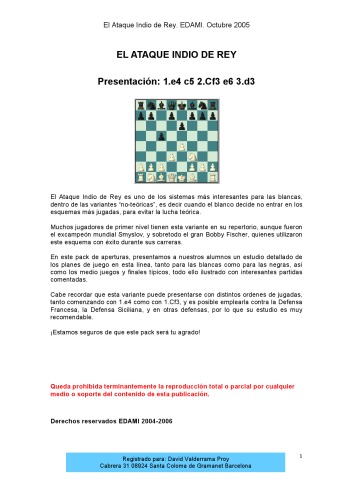 El Ataque Indio de Rey. EDAMI. Octubre 2005
EL ATAQUE INDIO DE REY
Presentación: 1.e4 c5 2.Cf3 e6 3.d3
El Ataque Indio de Rey es uno de los sistemas más interesantes para las blancas,
dentro de las variantes “no-teóricas”, es decir cuando el blanco decide no entrar en los
esquemas más jugadas, para evitar la lucha teórica.
Muchos jugadores de primer nivel tienen esta variante en su repertorio, aunque fueron
el excampeón mundial Smyslov, y sobretodo el gran Bobby Fischer, quienes utilizaron
este esquema con éxito durante sus carreras.
En este pack de aperturas, presentamos a nuestros alumnos un estudio detallado de
los planes de juego en esta línea, tanto para las blancas como para las negras, así
como los medio juegos y finales típicos, todo ello ilustrado con interesantes partidas
comentadas.
Cabe recordar que esta variante puede presentarse con distintos ordenes de jugadas,
tanto comenzando con 1.e4 como con 1.Cf3, y es posible emplearla contra la Defensa
Francesa, la Defensa Siciliana, y en otras defensas, por lo que su estudio es muy
recomendable.
¡Estamos seguros de que este pack será tu agrado!
Queda prohibida terminantemente la reproducción total o parcial por cualquier
medio o soporte del contenido de esta publicación.
Derechos reservados EDAMI 2004-2006
Registrado para: David Valderrama Proy
Cabrera 31 08924 Santa Coloma de Gramanet Barcelona
1